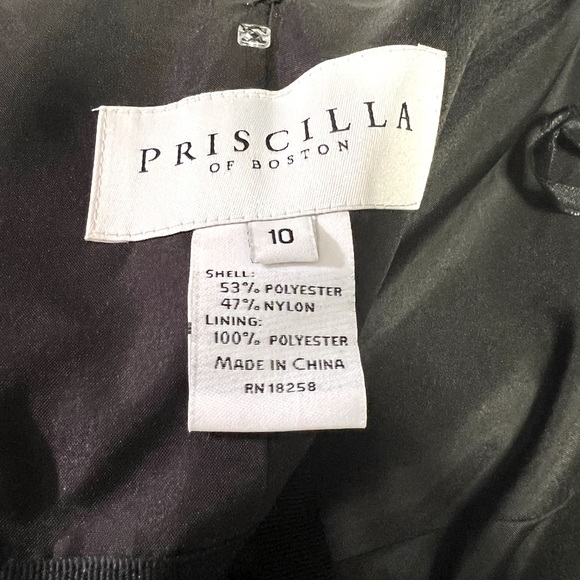 PRISCILLA
OF BOSTON
10
SHELL:
53% POLYESTER
47% NYLON
LINING:
100% POLYESTER
MADE IN CHINA
RN 18258